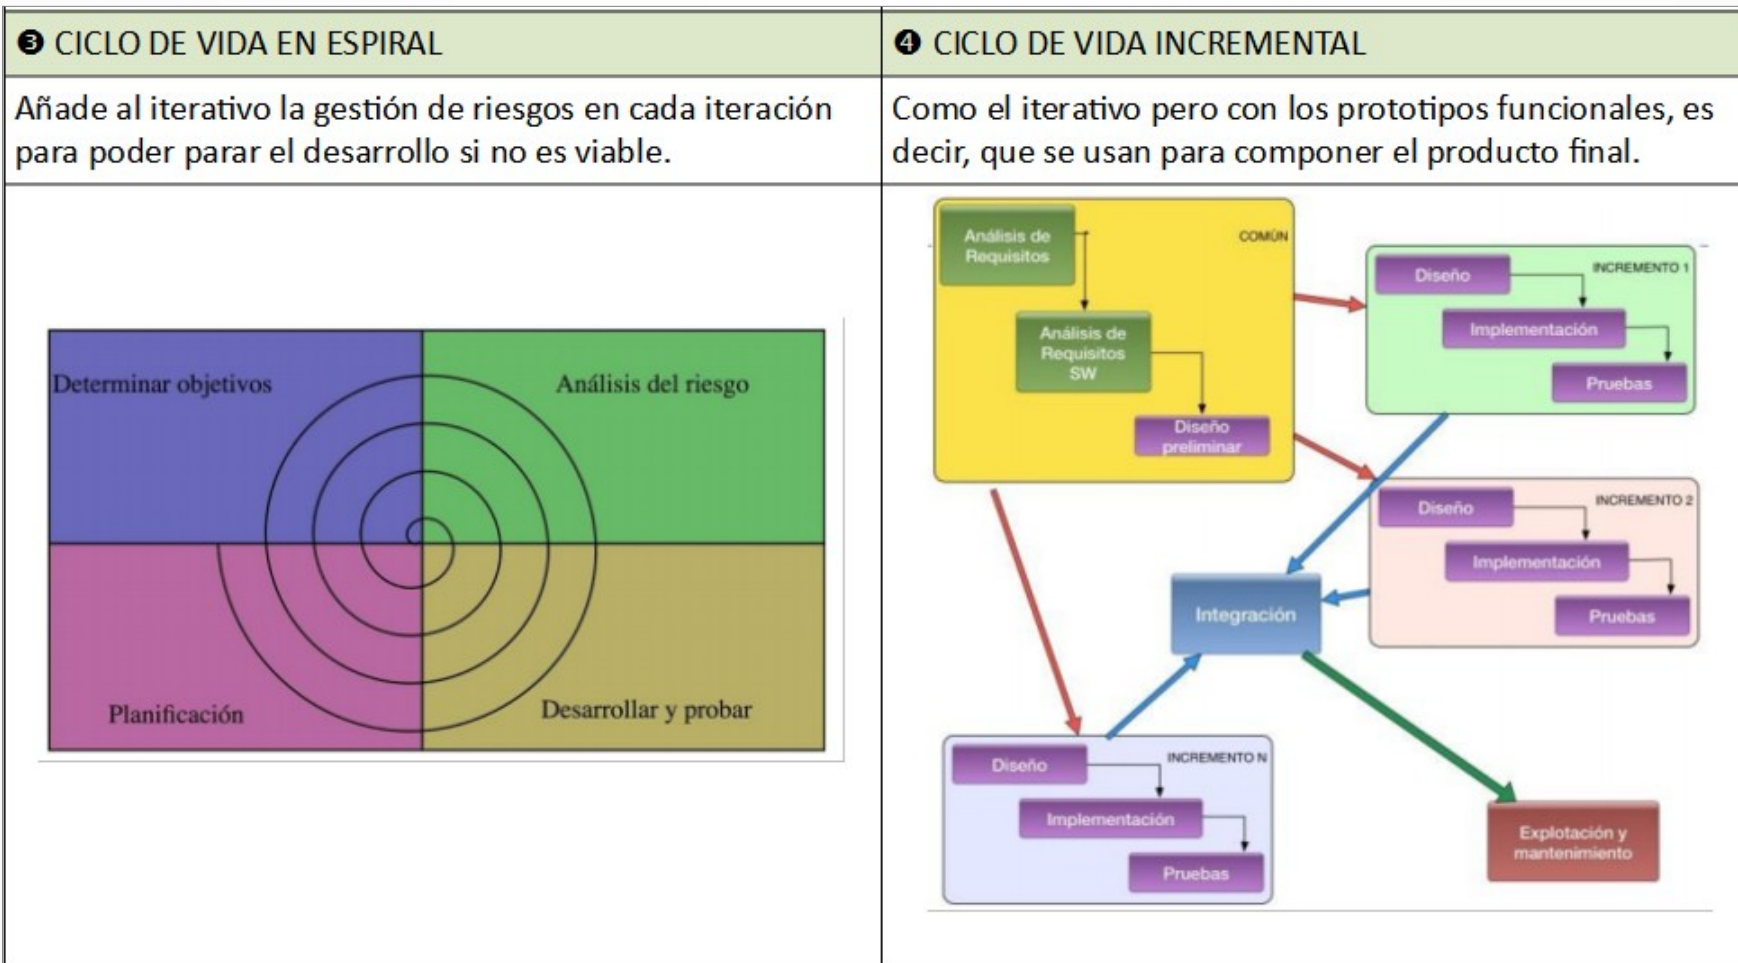 ❸ CICLO DE VIDA EN ESPIRAL
Añade al iterativo la gestión de riesgos en cada iteración
para poder parar el desarrollo si no es viable.
Determinar objetivos
Análisis del riesgo
Planificación
Desarrollar y probar
❹ CICLO DE VIDA INCREMENTAL
Como el iterativo pero con los prototipos funcionales, es
decir, que se usan para componer el producto final.
COMÚN
Análisis de
Requisitos
Análisis de
Requisitos
SW
Diseño
preliminar
INCREMENTO 1
Diseño
Implementación
Pruebas
INCREMENTO 2
Diseño
Implementación
Pruebas
Integración
INCREMENTO N
Diseño
Implementación
Pruebas
Explotación y
mantenimiento